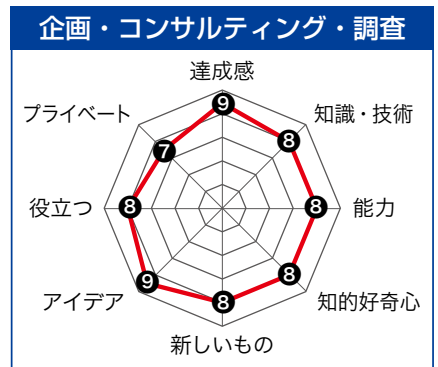 企画・コンサルティング・調査
達成感
9
プライベート
7
8
知識・技術
役立つ
8
8
能力
アイデア
9
8
知的好奇心
8
新しいもの